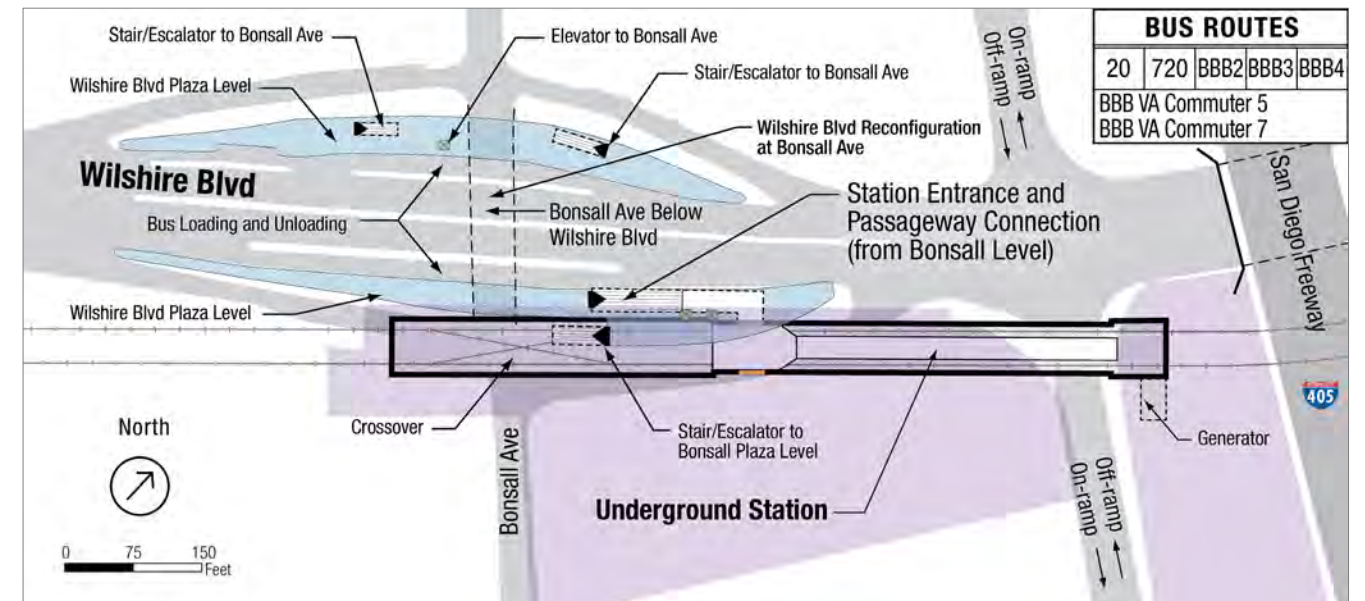 Stair/Escalator to Bonsall Ave
Elevator to Bonsall Ave
Wilshire Blvd Plaza Level
Stair/Escalator to Bonsall Ave
Wilshire Blvd Reconfiguration
at Bonsall Ave
Off-ramp
On-ramp
BUS ROUTES
20 720 BBB2 BBB3 BBB4
BBB VA Commuter 5
BBB VA Commuter 7
Wilshire Blvd
Bus Loading and Unloading
Bonsall Ave Below
Wilshire Blvd
Station Entrance and
Passageway Connection
(from Bonsall Level)
San Diego Freeway
Wilshire Blvd Plaza Level
405
North
Crossover
Bonsall Ave
Stair/Escalator to
Bonsall Plaza Level
Generator
Underground Station
On-ramp
Off-ramp
0 75 150
Feet